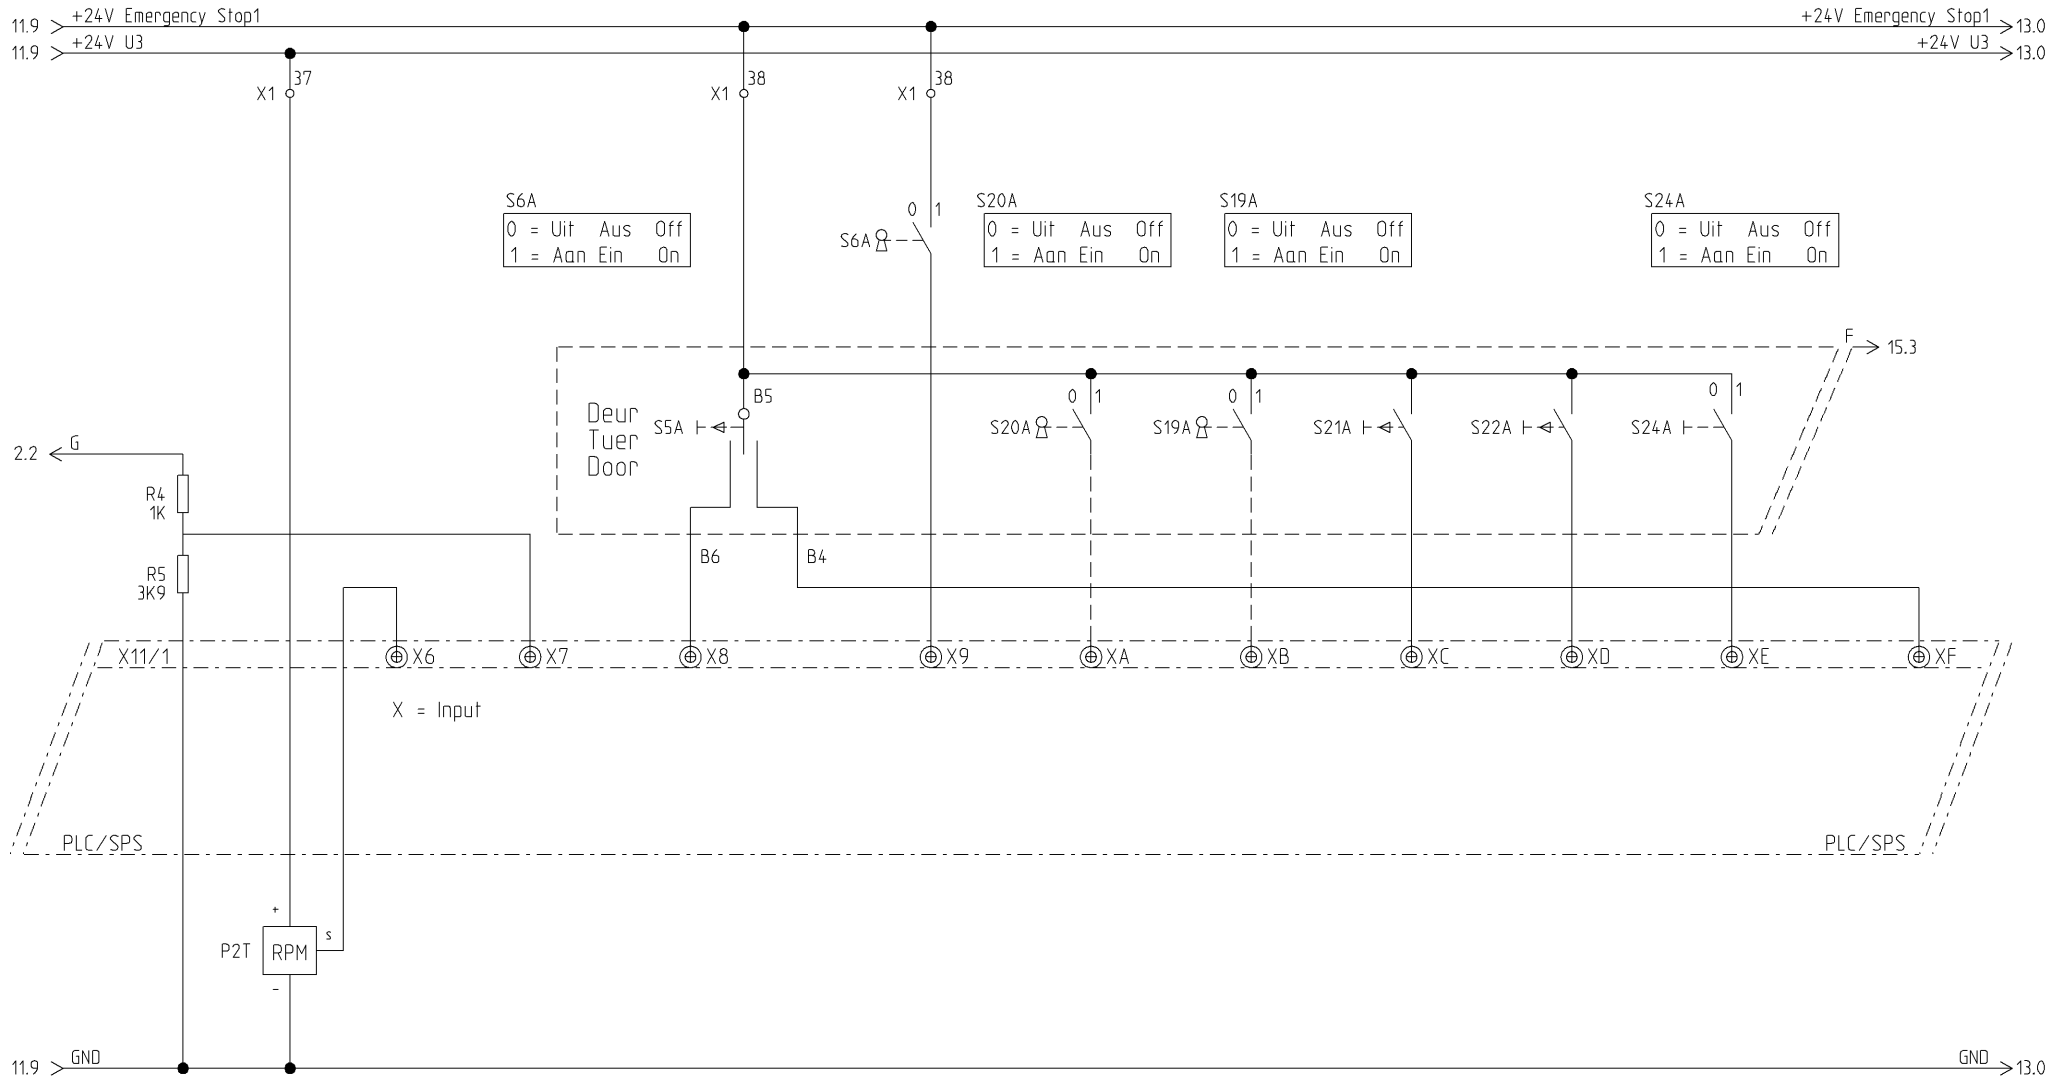 11.9 +24V Emergency Stop1 +24V Emergency Stop1 13.0
11.9 +24V U3 +24V U3 13.0
37 38 38
X1 X1 X1
S6A S20A S19A S24A
0 1
0 = Uit Aus Off 0 = Uit Aus Off 0 = Uit Aus Off 0 = Uit Aus Off
S6A
1 = Aan Ein On 1 = Aan Ein On 1 = Aan Ein On 1 = Aan Ein On
F
15.3
B5 0 1 0 1 0 1
Deur
S5A S20A S19A S21A S22A S24A
Tuer
Door
2.2 G
R4
1K
B6 B4
R5
3K9
X11/1 X6 X7 X8 X9 XA XB XC XD XE XF
X = Input
PLC/SPS PLC/SPS
+
s
P2T RPM
-
11.9 GND GND 13.0